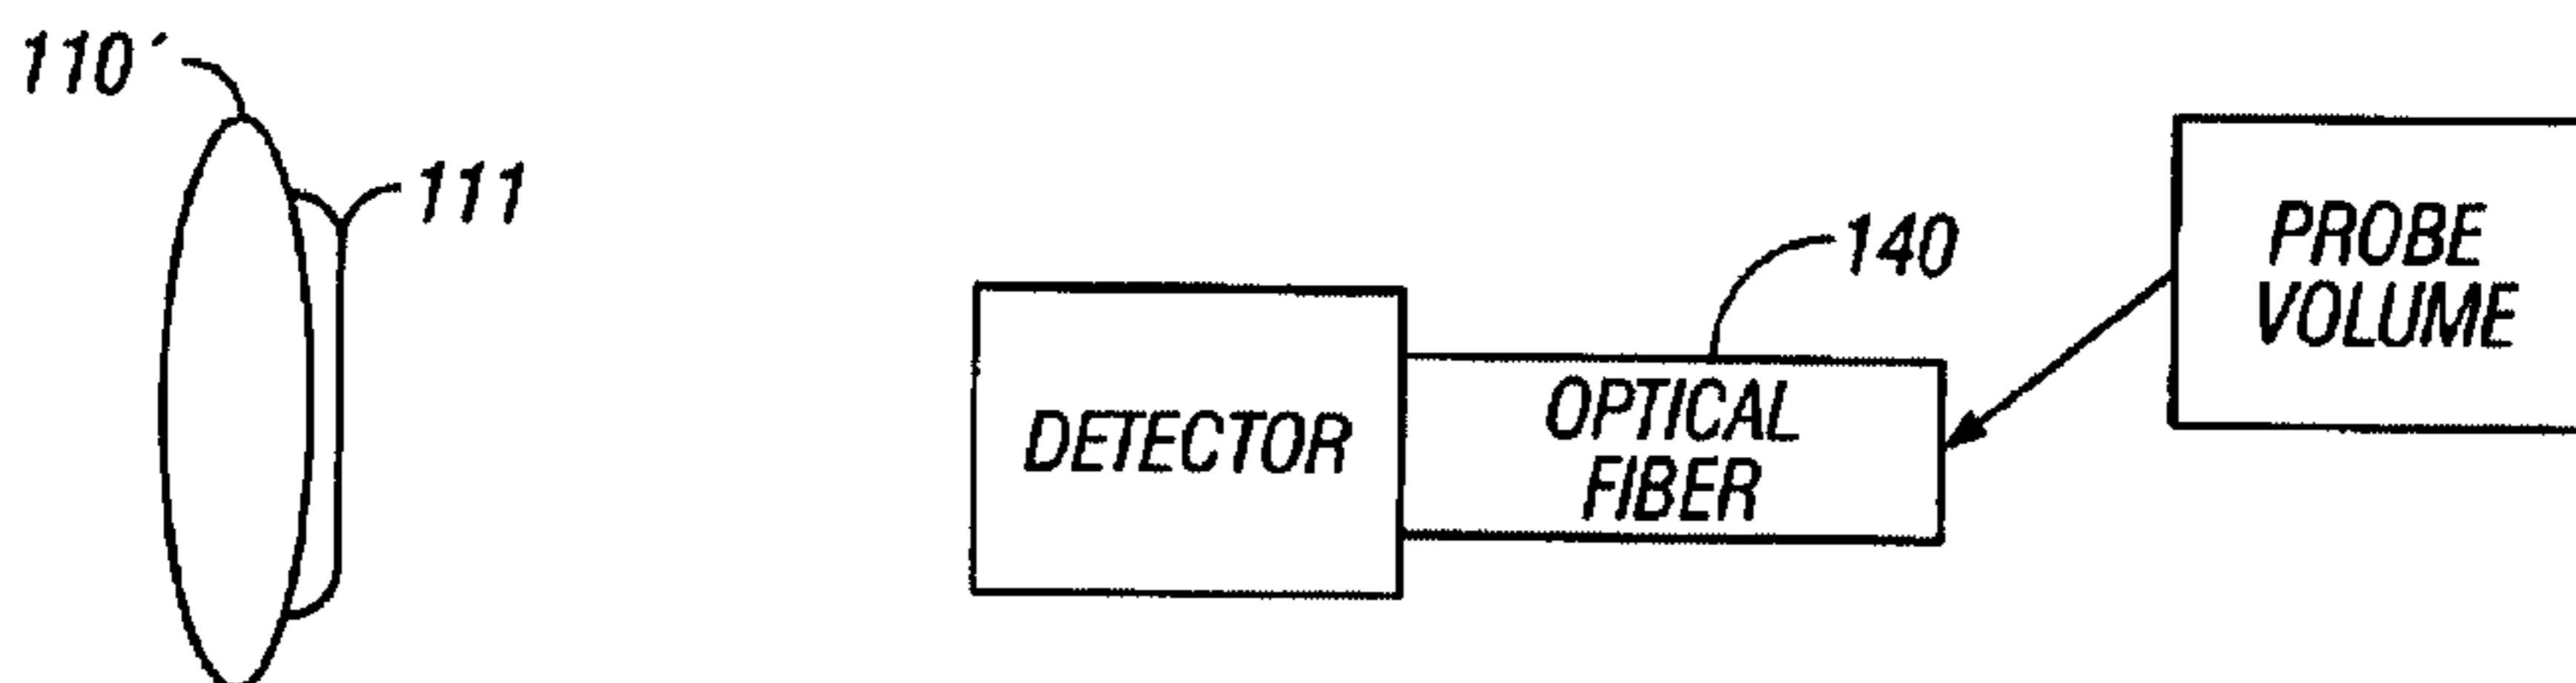 110´
111
140
PROBE
VOLUME
DETECTOR
OPTICAL
FIBER